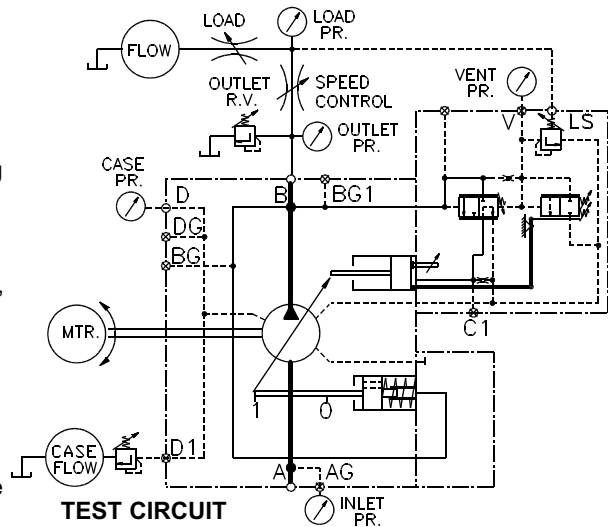 LOAD
LOAD
PR.
FLOW
OUTLET
R.V.
SPEED
CONTROL
VENT
PR.
OUTLET
PR.
V
LS
CASE
PR.
D
B
BG1
DG
BG
MTR.
C1
1
0
CASE
FLOW
D1
A
AG
INLET
PR.
TEST CIRCUIT
g
,
e